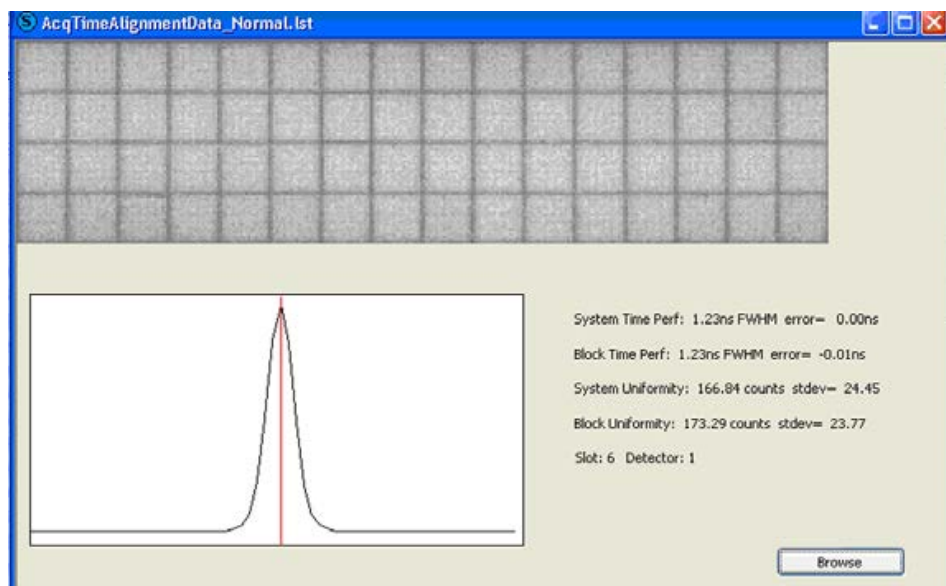 AcqTimeAlignmentData_Normal.lst
System Time Perf: 1.23ns FWHM error= 0.00ns
Block Time Perf: 1.23ns FWHM error= -0.01ns
System Uniformity: 166.84 counts stdev= 24.45
Block Uniformity: 173.29 counts stdev= 23.77
Slot: 6 Detector: 1
Browse